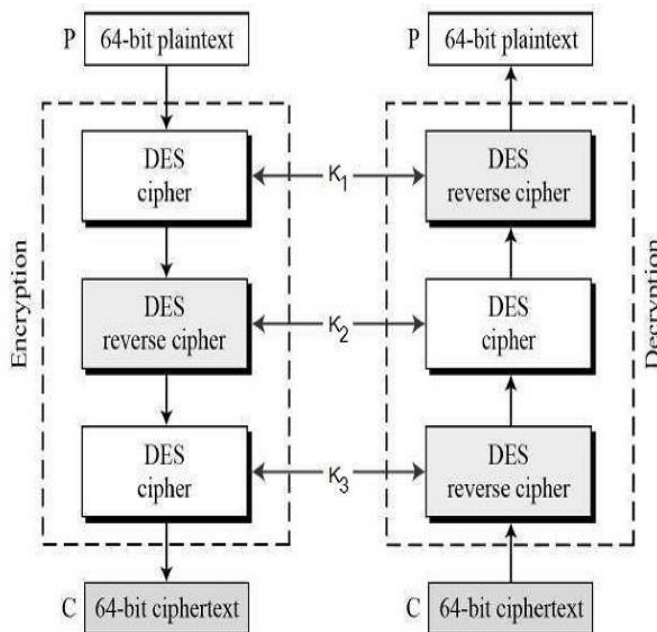 P 64-bit plaintext
P 64-bit plaintext
Encryption
DES
cipher
K1
DES
reverse cipher
DES
reverse cipher
K2
DES
cipher
DES
cipher
K3
DES
reverse cipher
Decryption
C 64-bit ciphertext
C 64-bit ciphertext